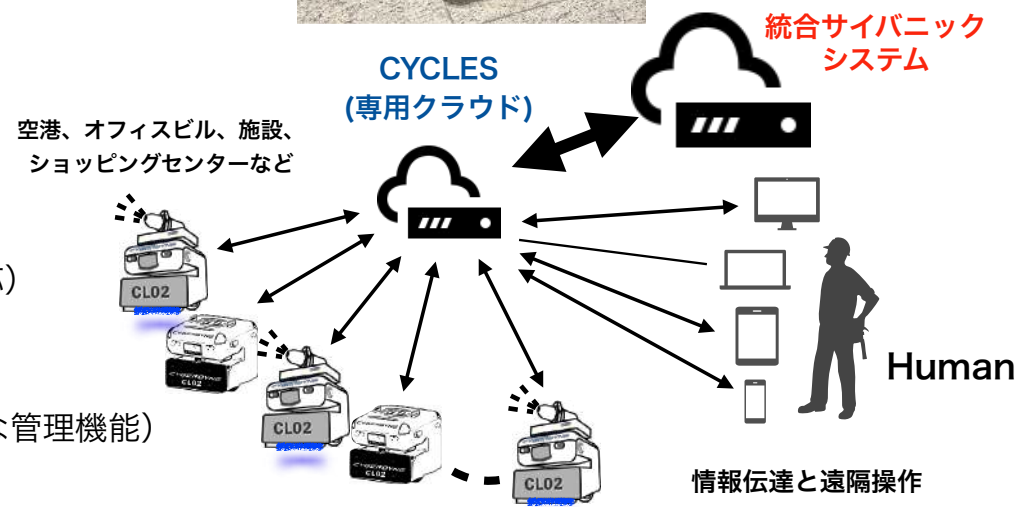 統合サイバニック
システム
CYCLES
(専用クラウド)
空港、オフィスビル、施設、
ショッピングセンターなど
CL02
CYBERDYNE
CL02
CL02
管理機能）
CYBERDYNE
CL02
CL02
Human
情報伝達と遠隔操作